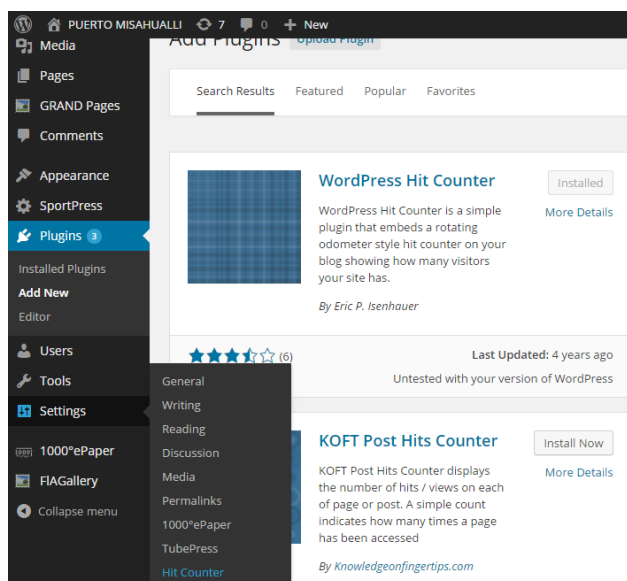 PUERTO MISAHUALLI 7 0 + New
Media
Pages
GRAND Pages
Comments
Appearance
SportPress
Plugins 3
Installed Plugins
Add New
Editor
Users
Tools
Settings
1000°ePaper
FlAGallery
Collapse menu
General
Writing
Reading
Discussion
Media
Permalinks
1000°ePaper
TubePress
Hit Counter
Add Plugins Upload Plugin
Search Results Featured Popular Favorites
WordPress Hit Counter
Installed
More Details
WordPress Hit Counter is a simple
plugin that embeds a rotating
odometer style hit counter on your
blog showing how many visitors
your site has.
By Eric P. Isenhauer
(6)
Last Updated: 4 years ago
Untested with your version of WordPress
KOFT Post Hits Counter
Install Now
More Details
KOFT Post Hits Counter displays
the number of hits / views on each
of page or post. A simple count
indicates how many times a page
has been accessed
By Knowledgeonfingertips.com